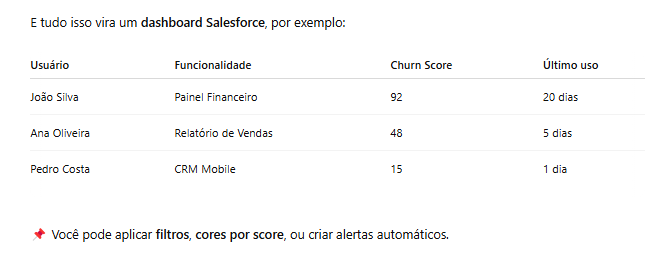 E tudo isso vira um dashboard Salesforce, por exemplo:
Usuário Funcionalidade Churn Score Último uso
João Silva Painel Financeiro 92 20 dias
Ana Oliveira Relatório de Vendas 48 5 dias
Pedro Costa CRM Mobile 15 1 dia
📌 Você pode aplicar filtros, cores por score, ou criar alertas automáticos.